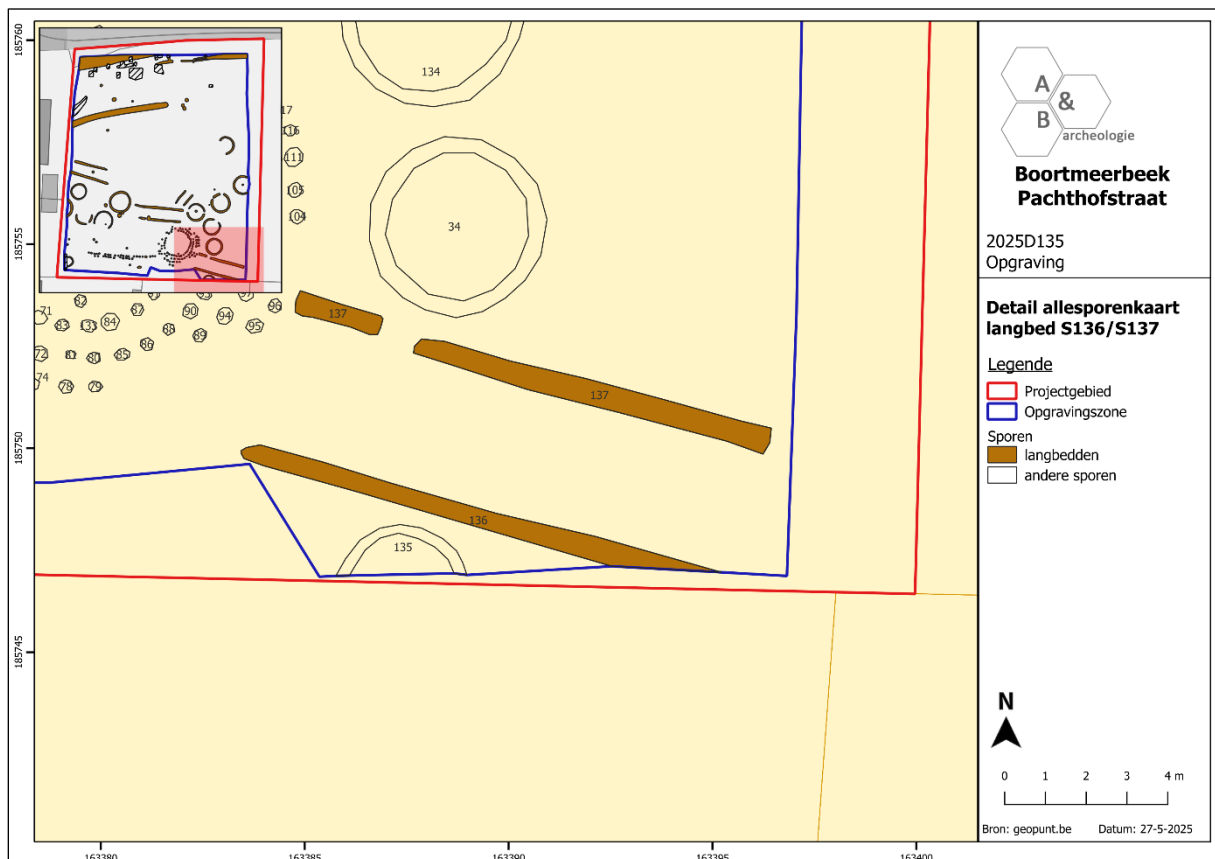 185760
185755
185750
185745
163380
163385
163390
163395
163400
134
17
116
111
105
104
34
82
87
90
97
96
71
83
133
84
94
88
95
89
86
72
81
80
85
74
78
79
137
137
136
135
A
&
B
archeologie
Boortmeerbeek
Pachthofstraat
2025D135
Opgraving
Detail allesporenkaart
langbed S136/S137
Legende
Projectgebied
Opgravingszone
Sporen
langbedden
andere sporen
N
0 1 2 3 4 m
Bron: geopunt.be Datum: 27-5-2025